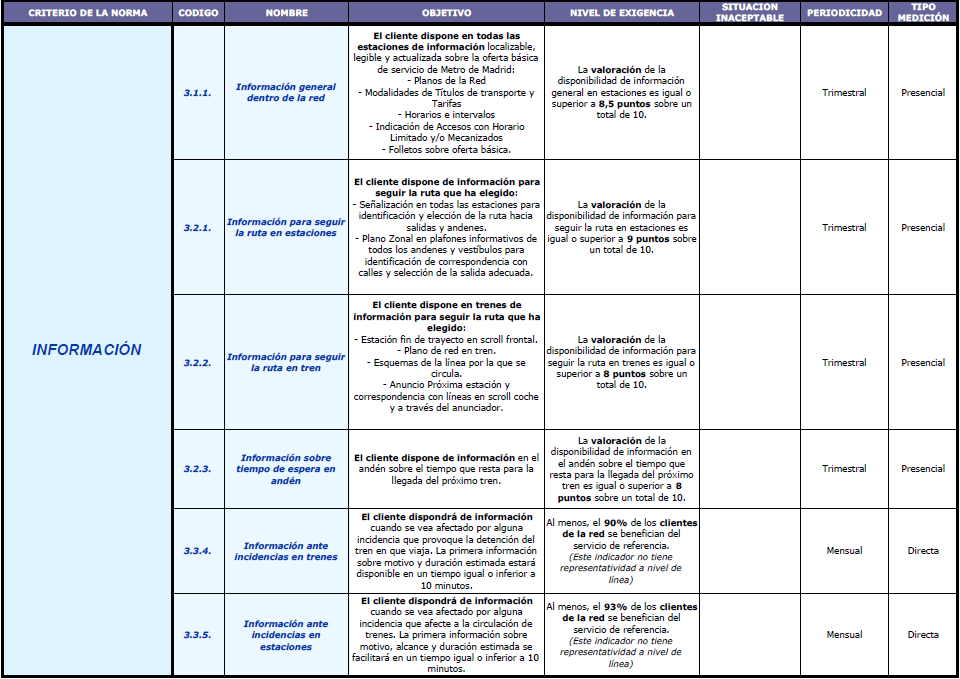 CRITERIO DE LA NORMA
CODIGO
NOMBRE
OBJETIVO
NIVEL DE EXIGENCIA
SITUACION
INACEPTABLE
PERIODICIDAD
TIPO
MEDICIÓN
INFORMACIÓN
3.1.1.
Información general
dentro de la red
El cliente dispone en todas las
estaciones de información localizable,
legible y actualizada sobre la oferta básica
de servicio de Metro de Madrid:
- Planos de la Red
- Modalidades de Títulos de transporte y
Tarifas
- Horarios e intervalos
- Indicación de Accesos con Horario
Limitado y/o Mecanizados
- Folletos sobre oferta básica.
La valoración de la
disponibilidad de información
general en estaciones es igual o
superior a 8,5 puntos sobre un
total de 10.
Trimestral
Presencial
3.2.1.
Información para seguir
la ruta en estaciones
El cliente dispone de información para
seguir la ruta que ha elegido:
- Señalización en todas las estaciones para
identificación y elección de la ruta hacia
salidas y andenes.
- Plano Zonal en plafones informativos de
todos los andenes y vestíbulos para
identificación de correspondencia con
calles y selección de la salida adecuada.
La valoración de la
disponibilidad de información para
seguir la ruta en estaciones es
igual o superior a 9 puntos sobre
un total de 10.
Trimestral
Presencial
3.2.2.
Información para seguir
la ruta en tren
El cliente dispone en trenes de
información para seguir la ruta que ha
elegido:
- Estación fin de trayecto en scroll frontal.
- Plano de red en tren.
- Esquemas de la línea por la que se
circula.
- Anuncio Próxima estación y
correspondencia con líneas en scroll coche
y a través del anunciador.
La valoración de la
disponibilidad de información para
seguir la ruta en trenes es igual o
superior a 8 puntos sobre un
total de 10.
Trimestral
Presencial
3.2.3.
Información sobre
tiempo de espera en
andén
El cliente dispone de información en el
andén sobre el tiempo que resta para la
llegada del próximo tren.
La valoración de la
disponibilidad de información en
el andén sobre el tiempo que
resta para la llegada del próximo
tren es igual o superior a 8
puntos sobre un total de 10.
Trimestral
Presencial
3.3.4.
Información ante
incidencias en trenes
El cliente dispondrá de información
cuando se vea afectado por alguna
incidencia que provoque la detención del
tren en que viaja. La primera información
sobre motivo y duración estimada estará
disponible en un tiempo igual o inferior a
10 minutos.
Al menos, el 90% de los clientes
de la red se benefician del
servicio de referencia.
(Este indicador no tiene
representatividad a nivel de
línea)
Mensual
Directa
3.3.5.
Información ante
incidencias en
estaciones
El cliente dispondrá de información
cuando se vea afectado por alguna
incidencia que afecte a la circulación de
trenes. La primera información sobre
motivo, alcance y duración estimada se
facilitará en un tiempo igual o inferior a 10
minutos.
Al menos, el 93% de los clientes
de la red se benefician del
servicio de referencia.
(Este indicador no tiene
representatividad a nivel de
línea)
Mensual
Directa